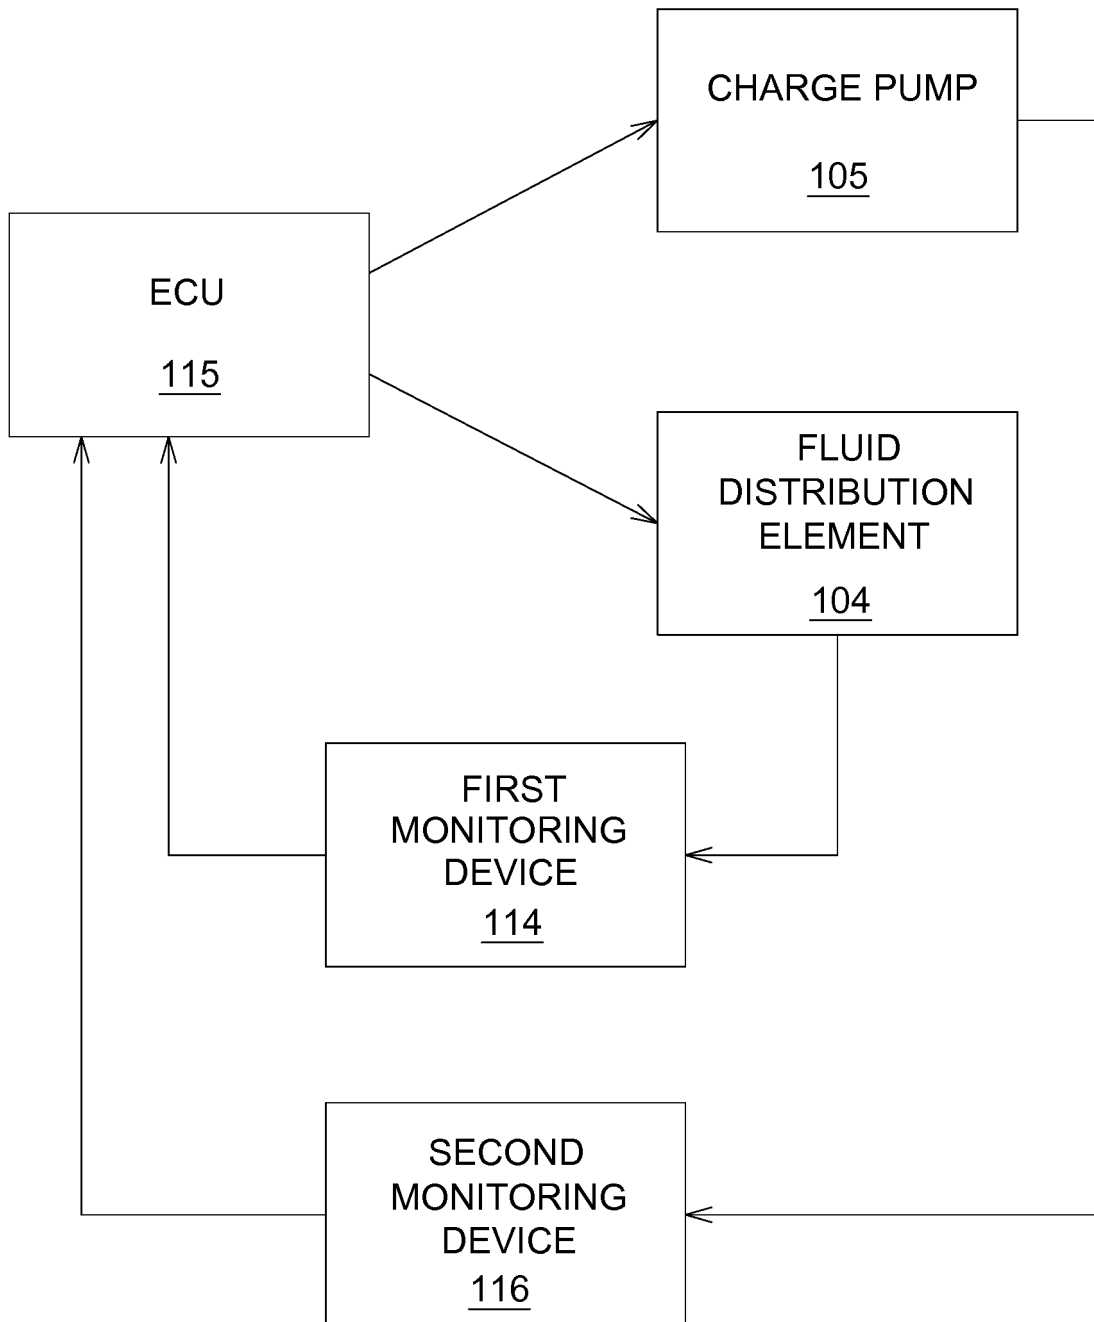 CHARGE PUMP
105
ECU
115
FLUID
DISTRIBUTION
ELEMENT
104
FIRST
MONITORING
DEVICE
114
SECOND
MONITORING
DEVICE
116